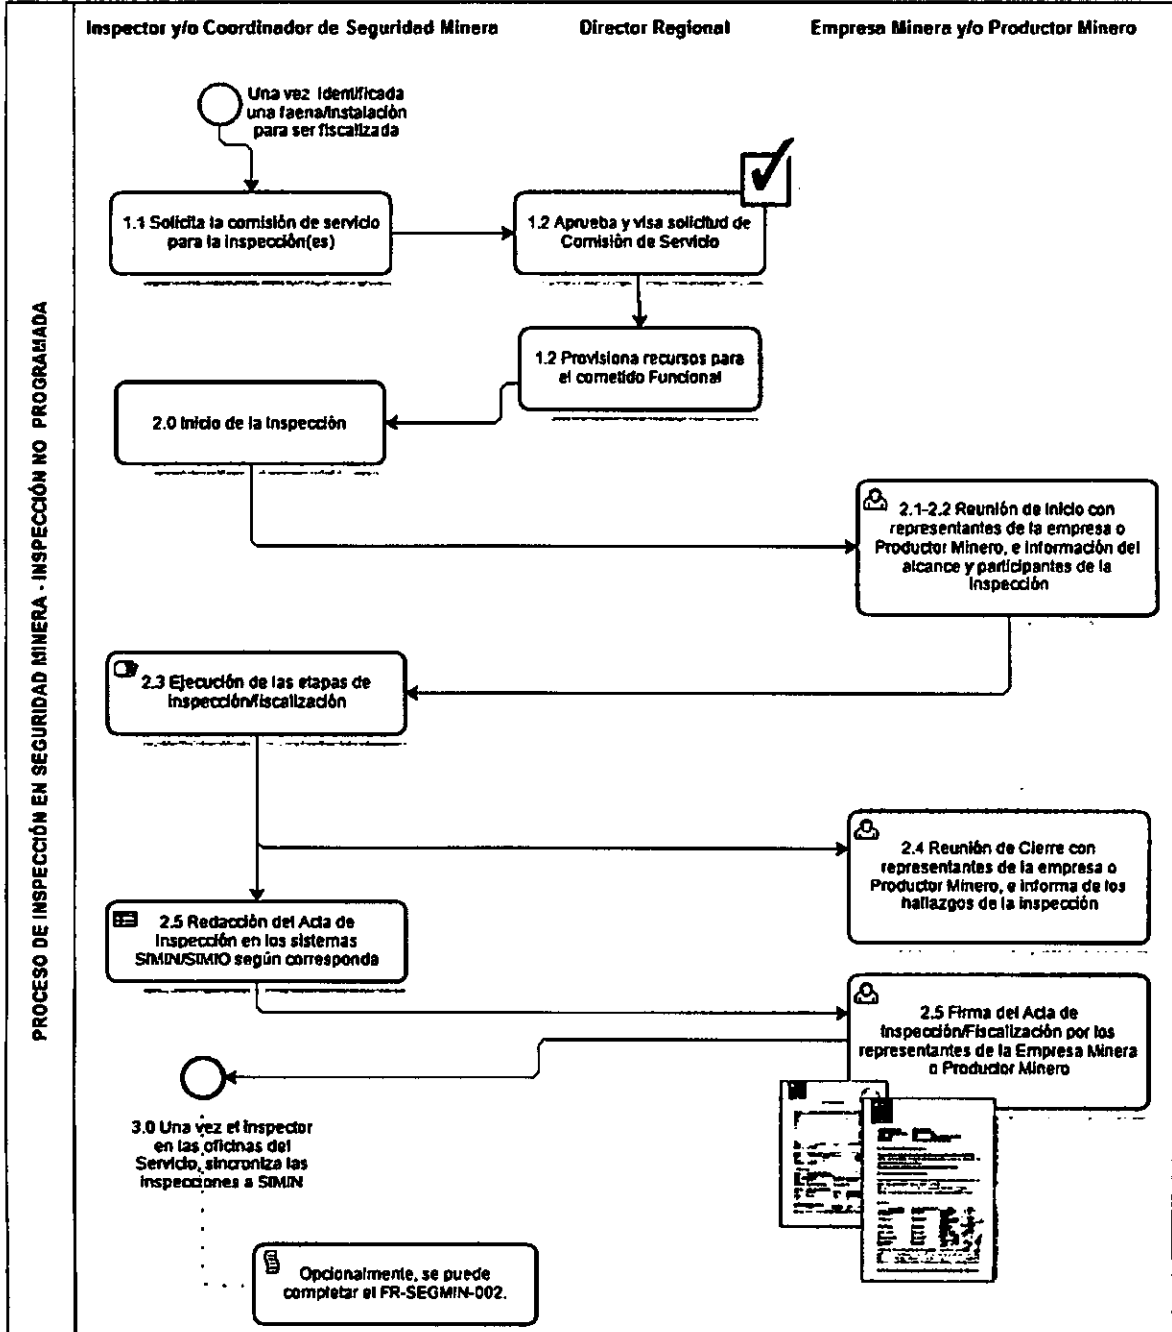 Inspector y/o Coordinador de Seguridad Minera
Director Regional
Empresa Minera y/o Productor Minero
PROCESO DE INSPECCIÓN EN SEGURIDAD MINERA - INSPECCIÓN NO PROGRAMADA
Una vez identificada
una faena/instalación
para ser fiscalizada
1.1 Solicita la comisión de servicio
para la inspección(es)
1.2 Aprueba y visa solicitud de
Comisión de Servicio
1.2 Provisiona recursos para
el cometido Funcional
2.0 Inicio de la Inspección
2.1-2.2 Reunión de Inicio con
representantes de la empresa o
Productor Minero, e información del
alcance y participantes de la
Inspección
2.3 Ejecución de las etapas de
inspección/fiscalización
2.4 Reunión de Cierre con
representantes de la empresa o
Productor Minero, e informa de los
hallazgos de la inspección
2.5 Redacción del Acta de
Inspección en los sistemas
SIMIN/SIMIO según corresponda
2.5 Firma del Acta de
Inspección/Fiscalización por los
representantes de la Empresa Minera
o Productor Minero
3.0 Una vez el inspector
en las oficinas del
Servicio, sincroniza las
inspecciones a SIMIN
Opcionalmente, se puede
completar el FR-SEGMIN-002.